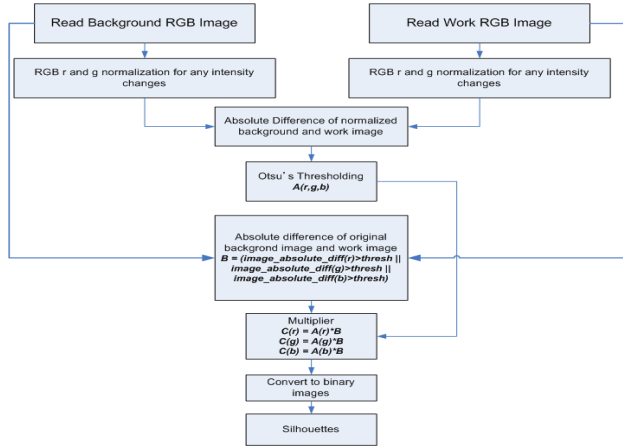 Read Background RGB Image
Read Work RGB Image
RGB r and g normalization for any intensity
changes
RGB r and g normalization for any intensity
changes
Absolute Difference of normalized
background and work image
Otsu's Thresholding
A(r,g,b)
Absolute difference of original
backgrond image and work image
B = (image_absolute_diff(r)>thresh ||
image_absolute_diff(g)>thresh ||
image_absolute_diff(b)>thresh)
Multiplier
C(r) = A(r)*B
C(g) = A(g)*B
C(b) = A(b)*B
Convert to binary
images
Silhouettes